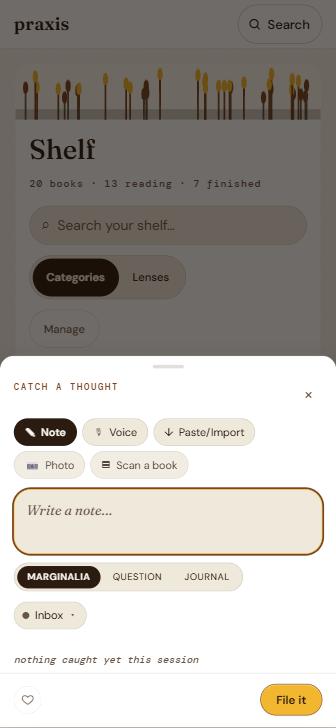 praxis
Search
Shelf
20 books · 13 reading · 7 finished
Search your shelf…
Categories Lenses
Manage
CATCH A THOUGHT
×
Note Voice Paste/Import
Photo Scan a book
Write a note…
MARGINALIA QUESTION JOURNAL
Inbox
nothing caught yet this session
File it